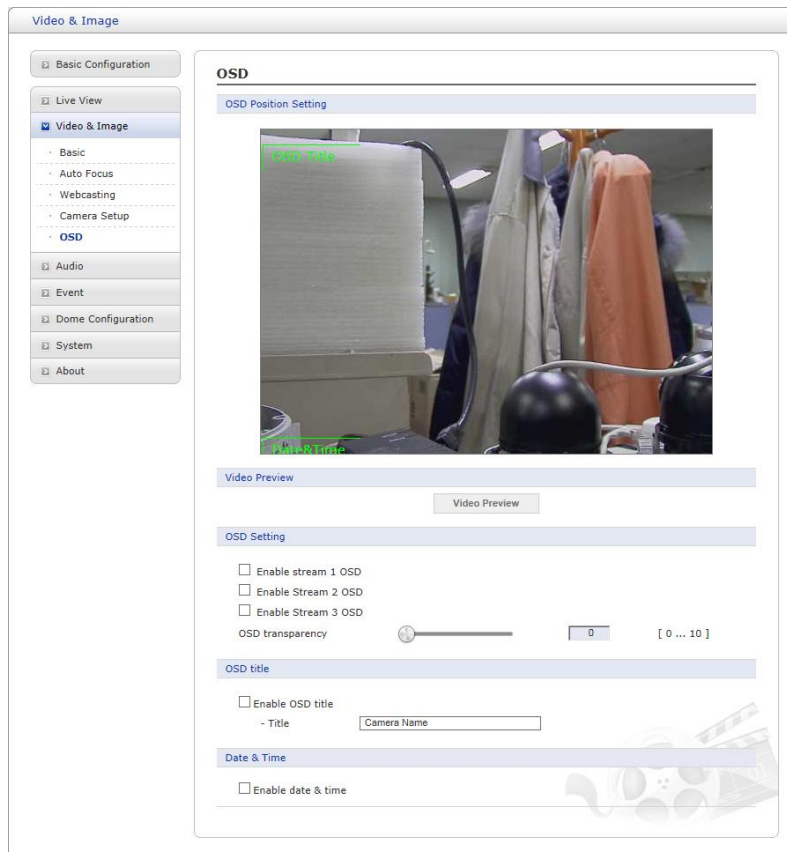 Video & Image
Basic Configuration
Live View
Video & Image
Basic
Auto Focus
Webcasting
Camera Setup
OSD
Audio
Event
Dome Configuration
System
About
OSD
OSD Position Setting
OSD Title
Date&Time
Video Preview
Video Preview
OSD Setting
Enable stream 1 OSD
Enable Stream 2 OSD
Enable Stream 3 OSD
OSD transparency 0 [ 0 ... 10 ]
OSD title
Enable OSD title
- Title Camera Name
Date & Time
Enable date & time